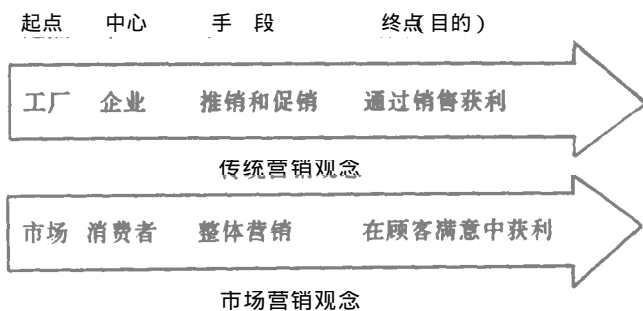 起点 中心 手 段 终点(目的)
工厂 企业 推销和促销 通过销售获利
传统营销观念
市场 消费者 整体营销 在顾客满意中获利
市场营销观念